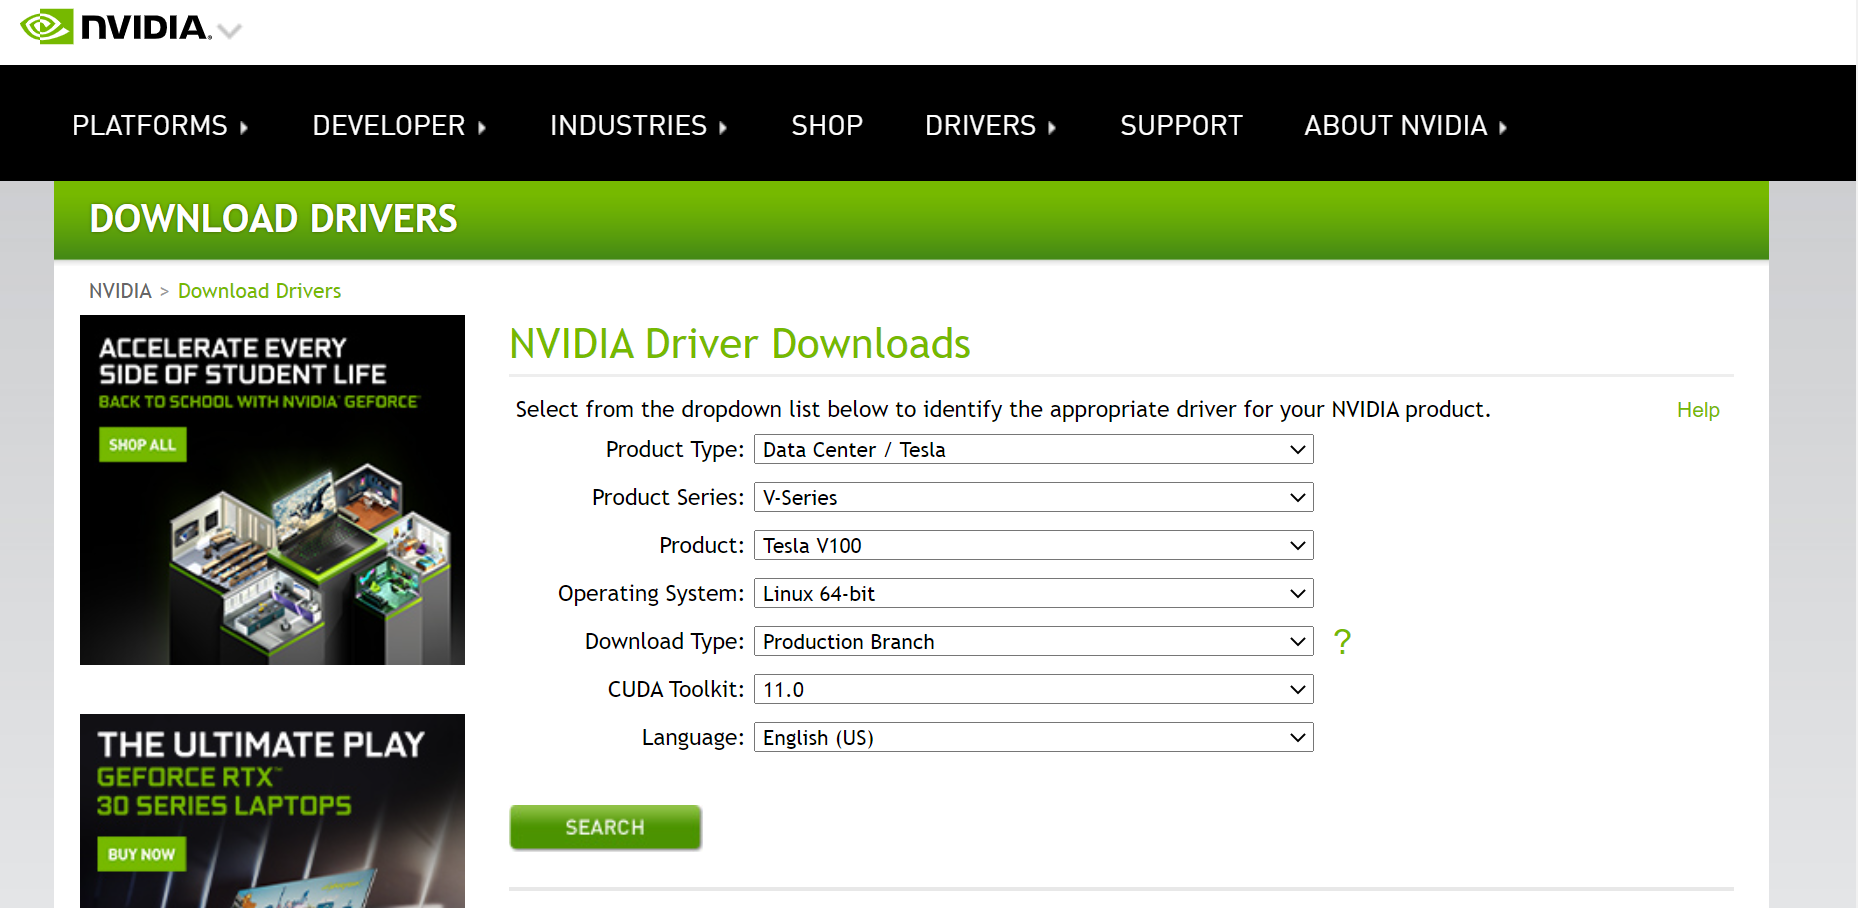 NVIDIA.
PLATFORMS DEVELOPER INDUSTRIES SHOP DRIVERS SUPPORT ABOUT NVIDIA
DOWNLOAD DRIVERS
NVIDIA > Download Drivers
ACCELERATE EVERY
SIDE OF STUDENT LIFE
BACK TO SCHOOL WITH NVIDIA® GEFORCE™
SHOP ALL
THE ULTIMATE PLAY
GEFORCE RTX™
30 SERIES LAPTOPS
BUY NOW
NVIDIA Driver Downloads
Select from the dropdown list below to identify the appropriate driver for your NVIDIA product.
Help
Product Type: Data Center / Tesla
Product Series: V-Series
Product: Tesla V100
Operating System: Linux 64-bit
Download Type: Production Branch ?
CUDA Toolkit: 11.0
Language: English (US)
SEARCH